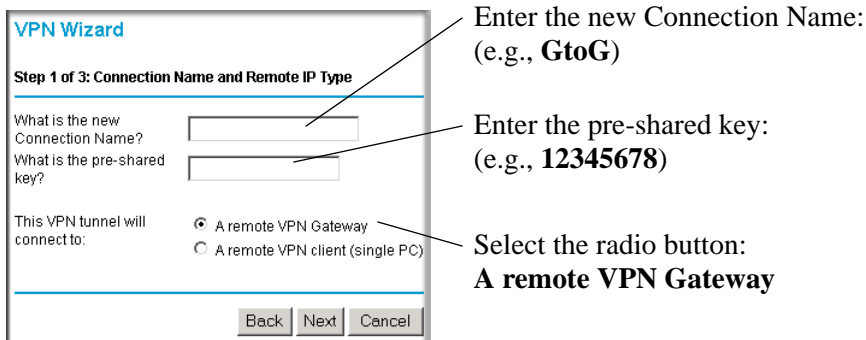 VPN Wizard
Step 1 of 3: Connection Name and Remote IP Type
What is the new
Connection Name?
What is the pre-shared
key?
This VPN tunnel will
connect to:
A remote VPN Gateway
A remote VPN client (single PC)
Back Next Cancel
Enter the new Connection Name:
(e.g., GtoG)
Enter the pre-shared key:
(e.g., 12345678)
Select the radio button:
A remote VPN Gateway